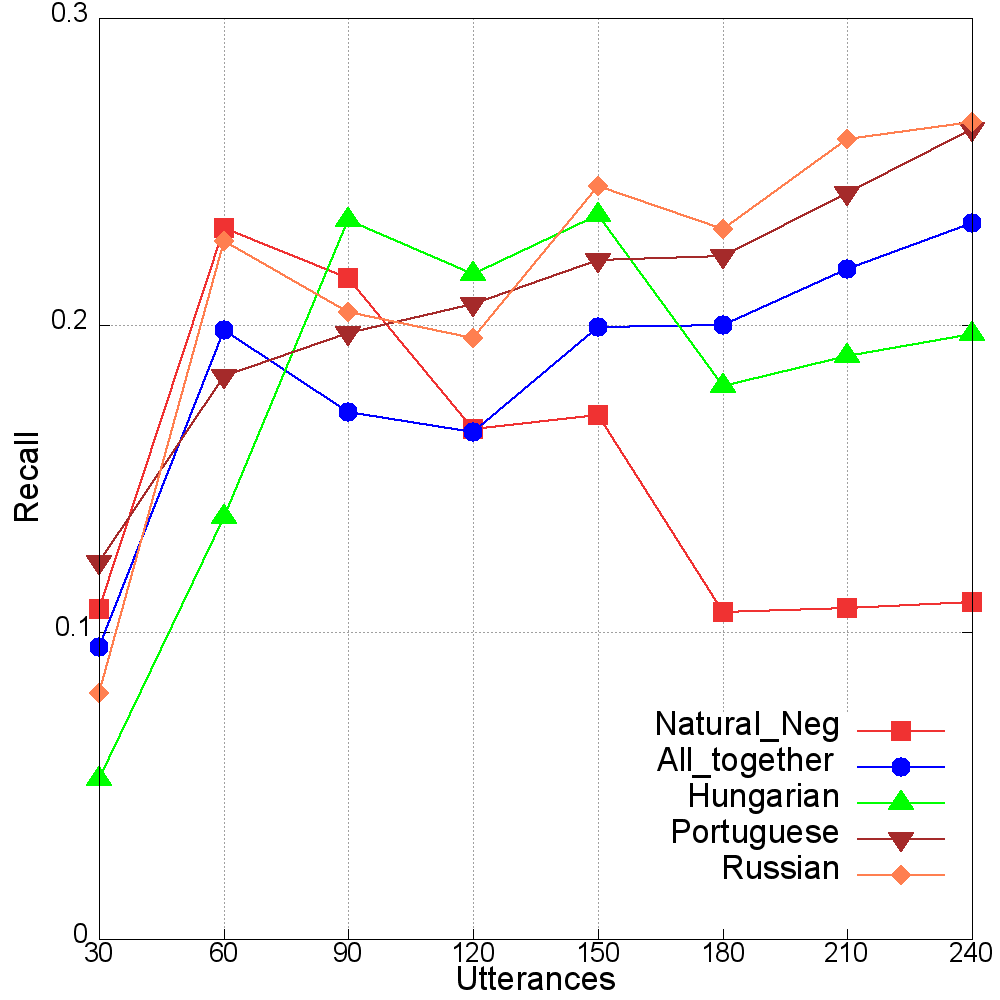 0.3
0.2
0.1
0
Recall
Natural_Neg
All_together
Hungarian
Portuguese
Russian
30 60 90 120 150 180 210 240
Utterances